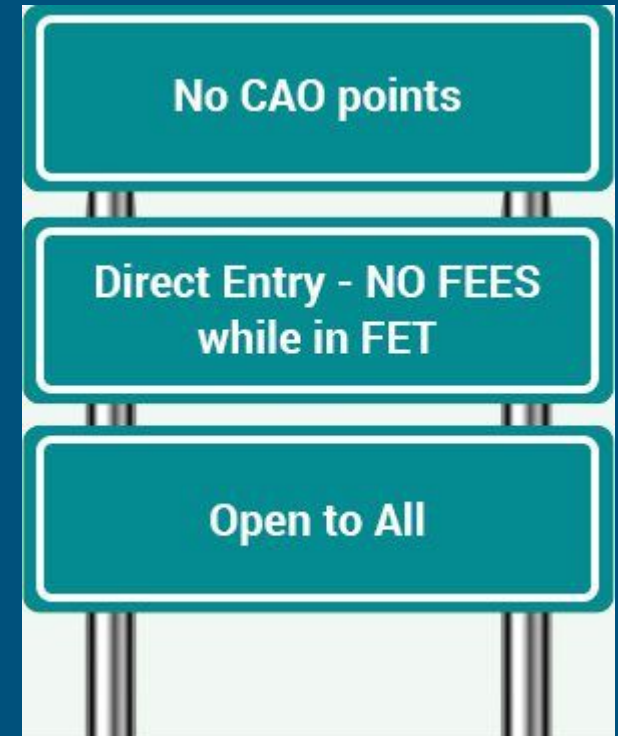 No CAO points
Direct Entry - NO FEES
while in FET
Open to All